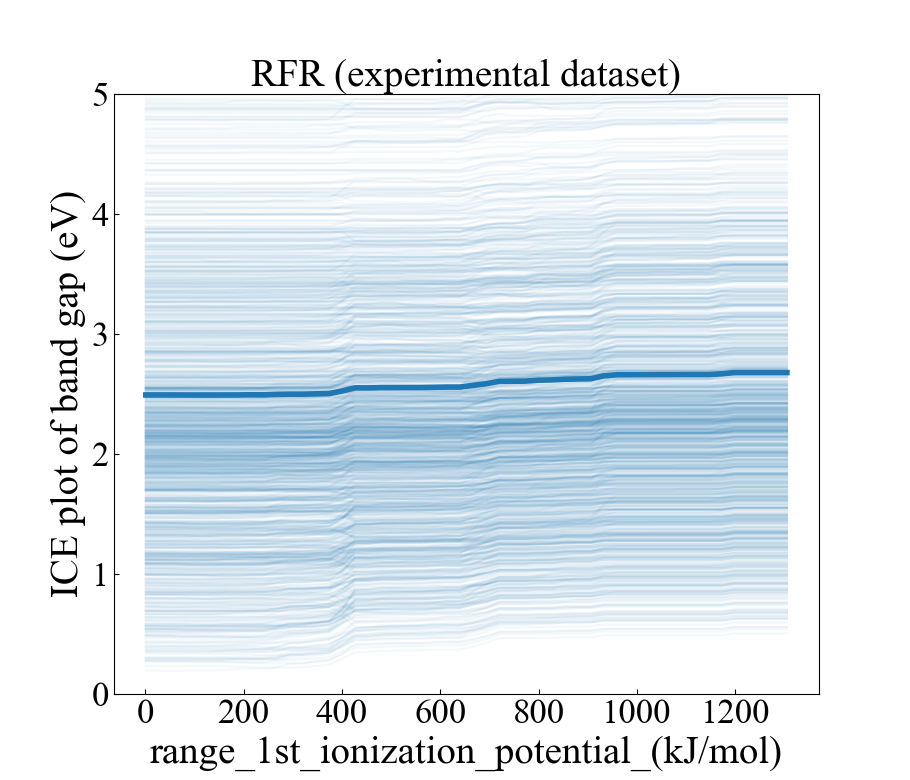 RFR (experimental dataset)
ICE plot of band gap (eV)
5
4
3
2
1
0
0 200 400 600 800 1000 1200
range_1st_ionization_potential_(kJ/mol)